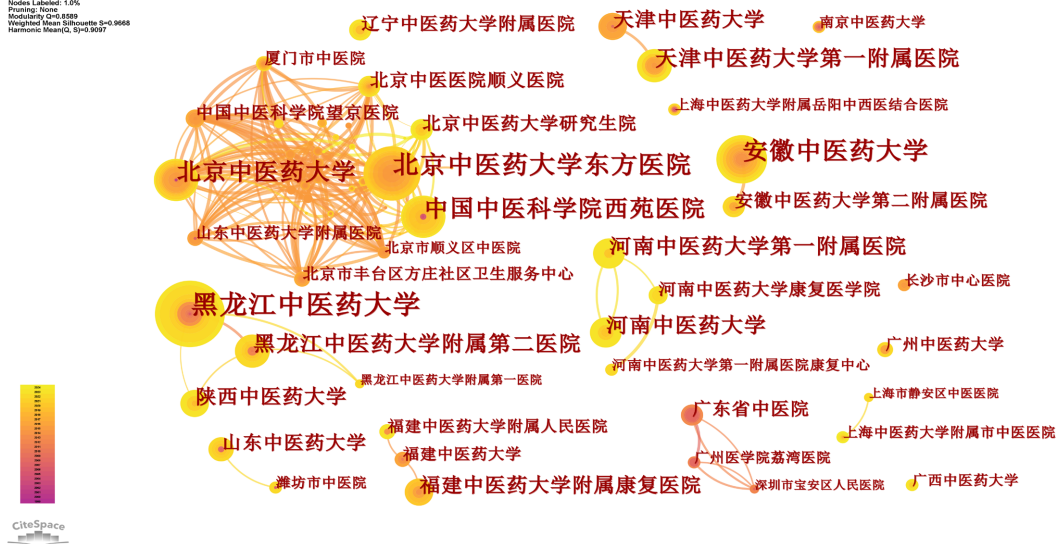 Nodes Labeled: 1.0%
Pruning: None
Modularity Q=0.8589
Weighted Mean Silhouette S=0.9668
Harmonic Mean(Q, S)=0.9097
辽宁中医药大学附属医院
天津中医药大学
南京中医药大学
厦门市中医院
天津中医药大学第一附属医院
北京中医医院顺义医院
中国中医科学院望京医院
上海中医药大学附属岳阳中西医结合医院
北京中医药大学研究生院
安徽中医药大学
北京中医药大学
北京中医药大学东方医院
安徽中医药大学第二附属医院
中国中医科学院西苑医院
山东中医药大学附属医院
北京市顺义区中医院
河南中医药大学第一附属医院
北京市丰台区方庄社区卫生服务中心
长沙市中心医院
河南中医药大学康复医学院
黑龙江中医药大学
河南中医药大学
黑龙江中医药大学附属第二医院
广州中医药大学
河南中医药大学第一附属医院康复中心
黑龙江中医药大学附属第一医院
陕西中医药大学
上海市静安区中医医院
广东省中医院
福建中医药大学附属人民医院
上海中医药大学附属市中医医院
山东中医药大学
福建中医药大学
广州医学院荔湾医院
潍坊市中医院
福建中医药大学附属康复医院
深圳市宝安区人民医院
广西中医药大学
CiteSpace